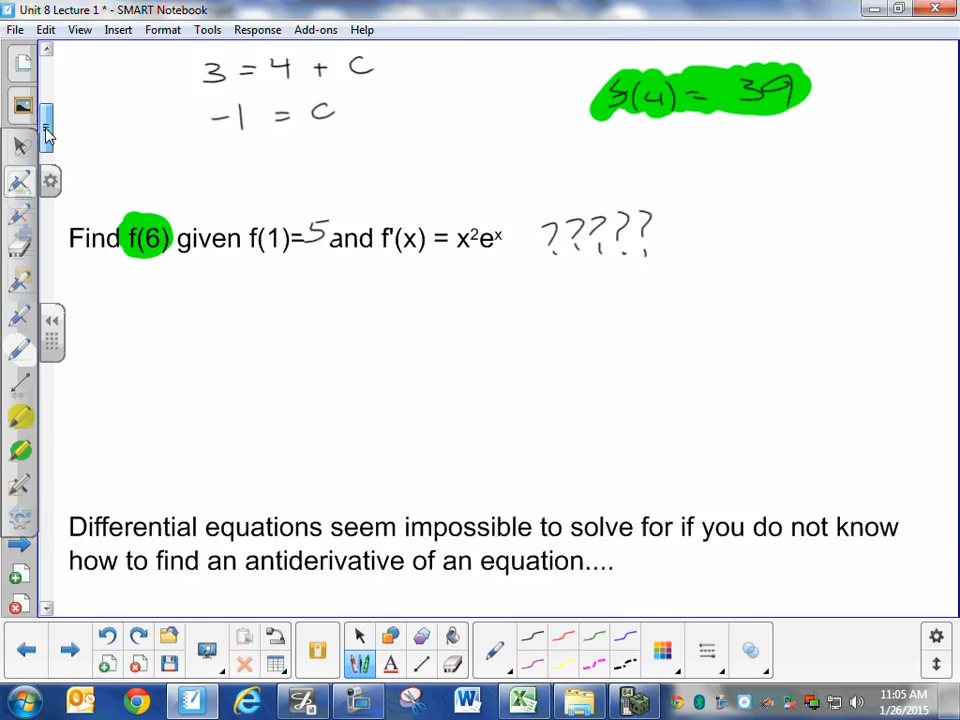 Unit 8 Lecture 1 * - SMART Notebook
File Edit View Insert Format Tools Response Add-ons Help
3 = 4 + C
-1 = C
f(4) = 39
Find f(6) given f(1)=5 and f'(x) = x²eˣ ?????
Differential equations seem impossible to solve for if you do not know
how to find an antiderivative of an equation....
11:05 AM
1/26/2015